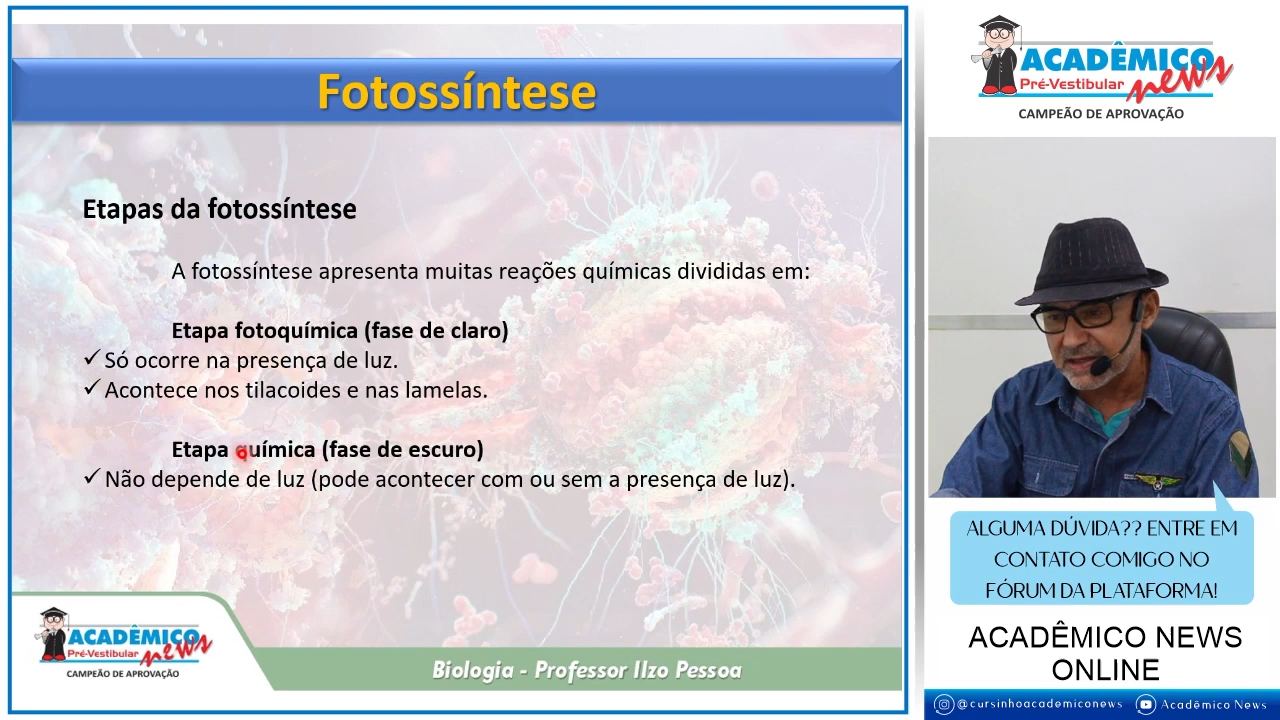 Fotossíntese
Etapas da fotossíntese
A fotossíntese apresenta muitas reações químicas divididas em:
Etapa fotoquímica (fase de claro)
✓Só ocorre na presença de luz.
✓Acontece nos tilacoides e nas lamelas.
Etapa química (fase de escuro)
✓Não depende de luz (pode acontecer com ou sem a presença de luz).
ACADÊMICO
Pré-Vestibular news
CAMPEÃO DE APROVAÇÃO
Biologia - Professor Ilzo Pessoa
ACADÊMICO
Pré-Vestibular news
CAMPEÃO DE APROVAÇÃO
ALGUMA DÚVIDA?? ENTRE EM
CONTATO COMIGO NO
FÓRUM DA PLATAFORMA!
ACADÊMICO NEWS
ONLINE
@cursinhoacademiconews Acadêmico News